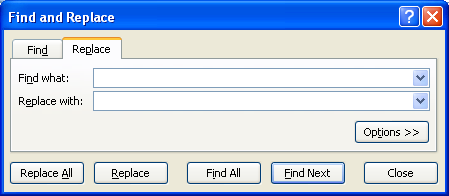 Find and Replace
Find Replace
Find what:
Replace with:
Options >>
Replace All Replace Find All Find Next Close